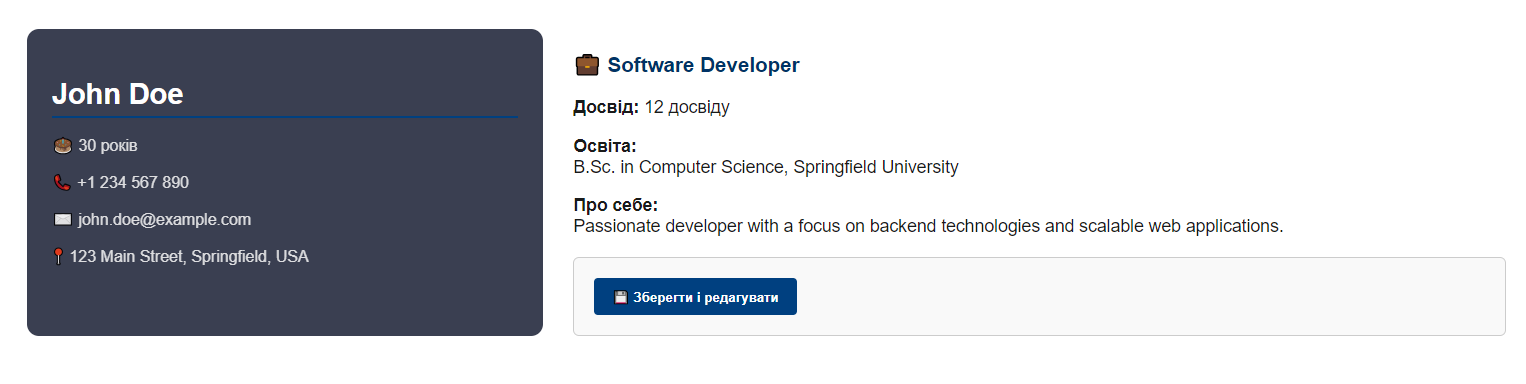 John Doe
30 років
+1 234 567 890
john.doe@example.com
123 Main Street, Springfield, USA
Software Developer
Досвід: 12 досвіду
Освіта:
B.Sc. in Computer Science, Springfield University
Про себе:
Passionate developer with a focus on backend technologies and scalable web applications.
Зберегти і редагувати